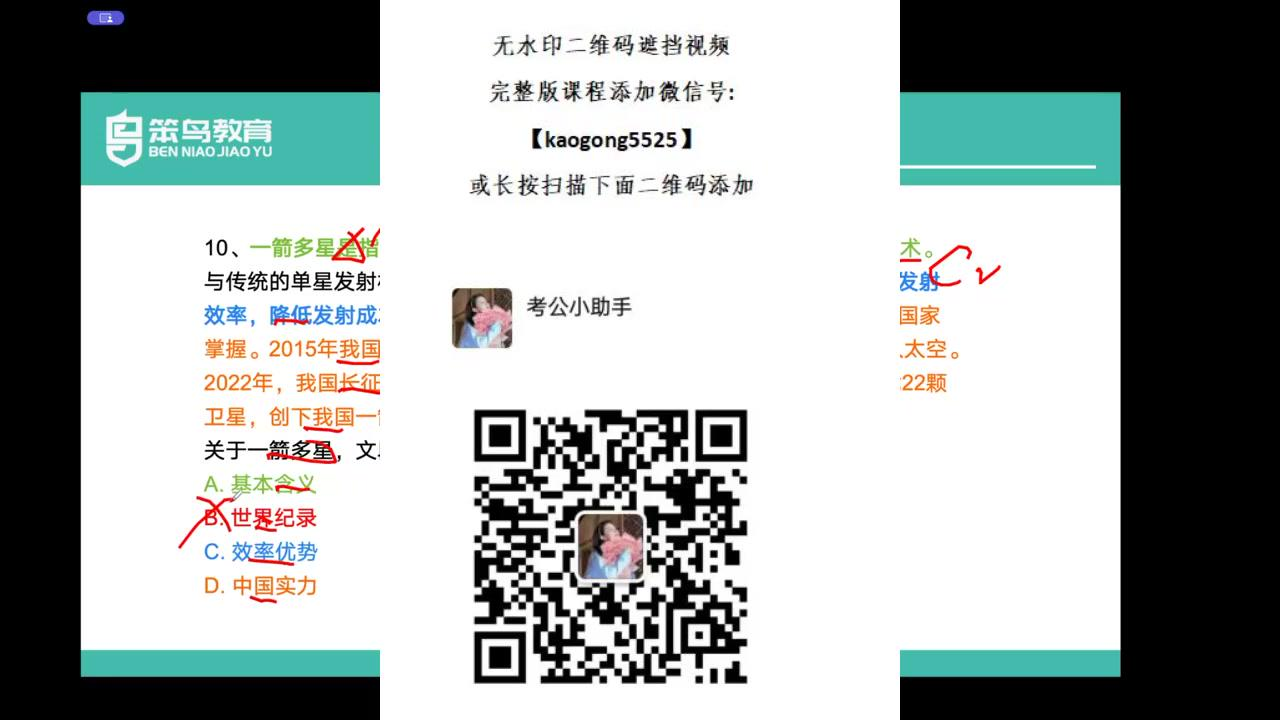 无水印二维码遮挡视频
完整版课程添加微信号:
【kaogong5525】
或长按扫描下面二维码添加
考公小助手
笨鸟教育
BEN NIAO JIAO YU
10、一箭多星是指 术。
与传统的单星发射 发射
效率，降低发射成 国家
掌握。2015年我国 太空。
2022年，我国长征 22颗
卫星，创下我国一
关于一箭多星，文
A. 基本含义
B. 世界纪录
C. 效率优势
D. 中国实力